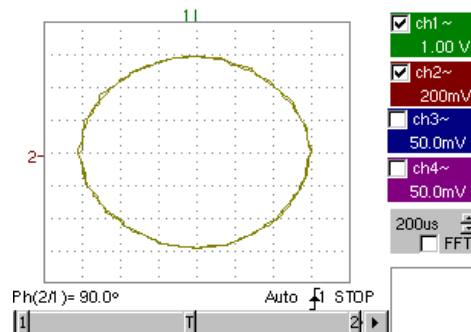 1
ch1~
1.00 V
ch2~
200mV
2
ch3~
50.0mV
ch4~
50.0mV
200us
FFT
Ph(2/1)= 90.0° Auto 1 STOP
1 T 2